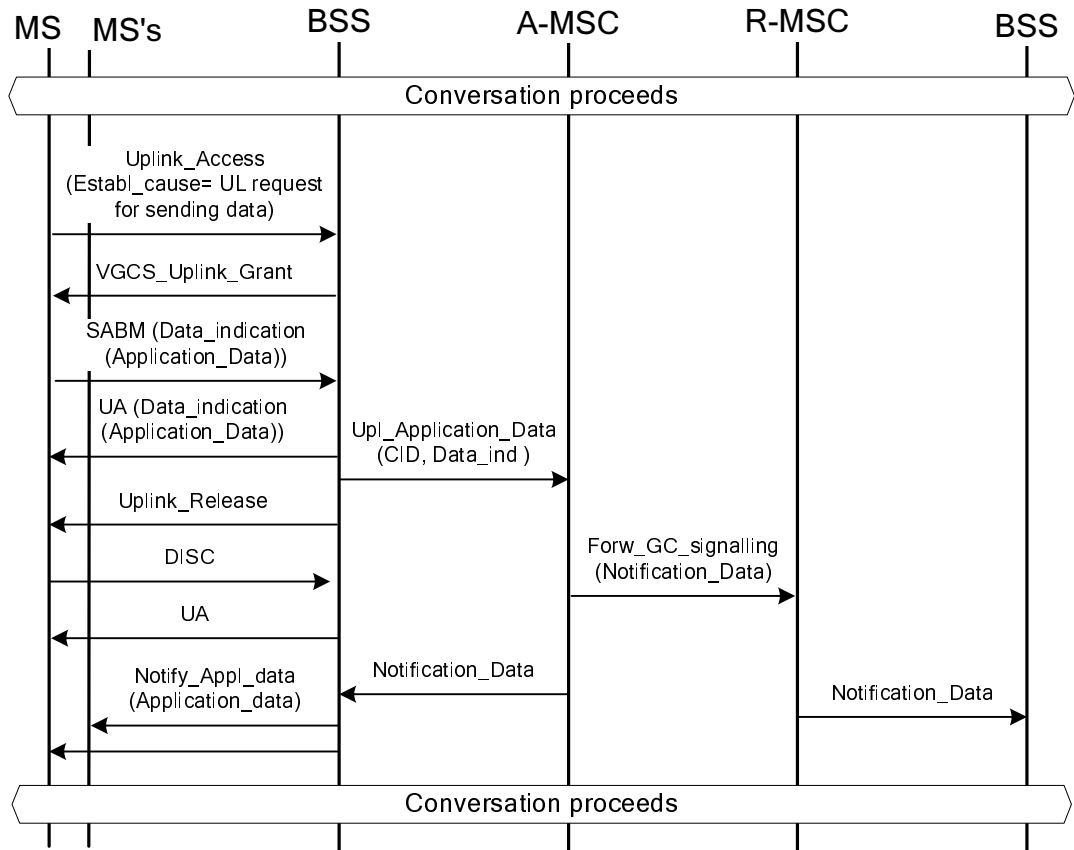 MS
MS's
BSS
A-MSC
R-MSC
BSS
Conversation proceeds
Uplink_Access
(Establ_cause= UL request
for sending data)
VGCS_Uplink_Grant
SABM (Data_indication
(Application_Data))
UA (Data_indication
(Application_Data))
Upl_Application_Data
(CID, Data_ind )
Uplink_Release
Forw_GC_signalling
(Notification_Data)
DISC
UA
Notify_Appl_data
(Application_data)
Notification_Data
Notification_Data
Conversation proceeds